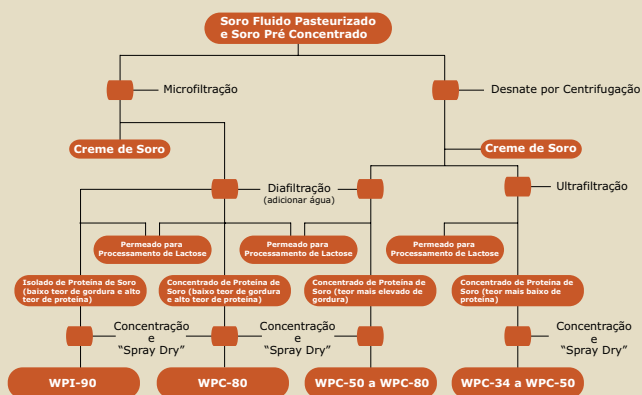 Soro Fluido Pasteurizado
e Soro Pré Concentrado
Microfiltração
Desnate por Centrifugação
Creme de Soro
Creme de Soro
Diafiltração
(adicionar água)
Ultrafiltração
Permeado para
Processamento de Lactose
Permeado para
Processamento de Lactose
Permeado para
Processamento de Lactose
Isolado de Proteína de Soro
(baixo teor de gordura e alto
teor de proteína)
Concentrado de Proteína de
Soro (baixo teor de gordura
e alto teor de proteína)
Concentrado de Proteína de
Soro (teor mais elevado de
gordura)
Concentrado de Proteína de
Soro (teor mais baixo de
proteína)
Concentração
e
“Spray Dry”
Concentração
e
“Spray Dry”
Concentração
e
“Spray Dry”
WPI-90
WPC-80
WPC-50 a WPC-80
WPC-34 a WPC-50